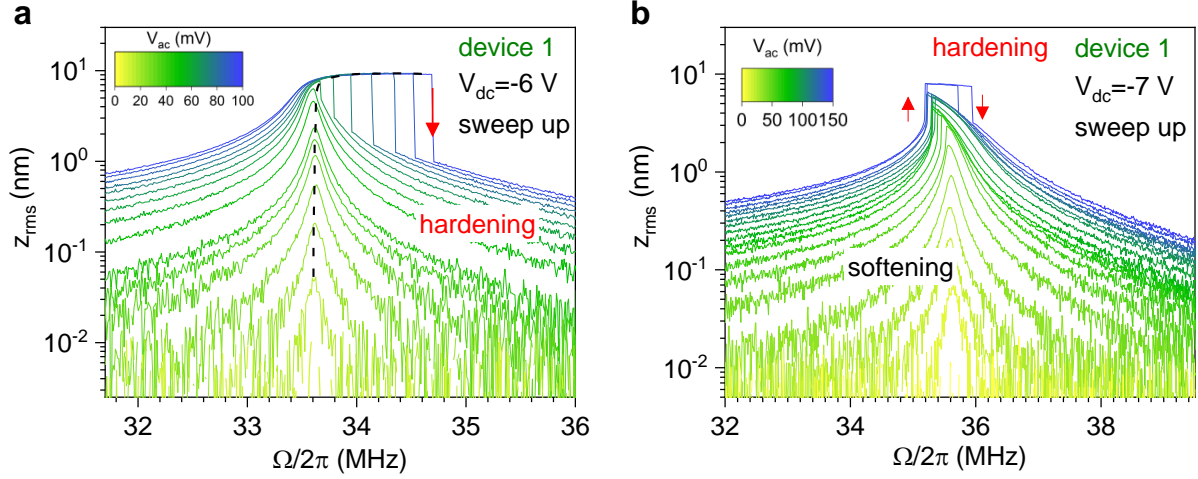 a
V_ac (mV)
0 20 40 60 80 100
device 1
V_dc=-6 V
sweep up
hardening
10^1
10^0
10^-1
10^-2
z_rms (nm)
32 33 34 35 36
Ω/2π (MHz)
b
V_ac (mV)
0 50 100 150
hardening
device 1
V_dc=-7 V
sweep up
softening
10^1
10^0
10^-1
10^-2
z_rms (nm)
32 34 36 38
Ω/2π (MHz)